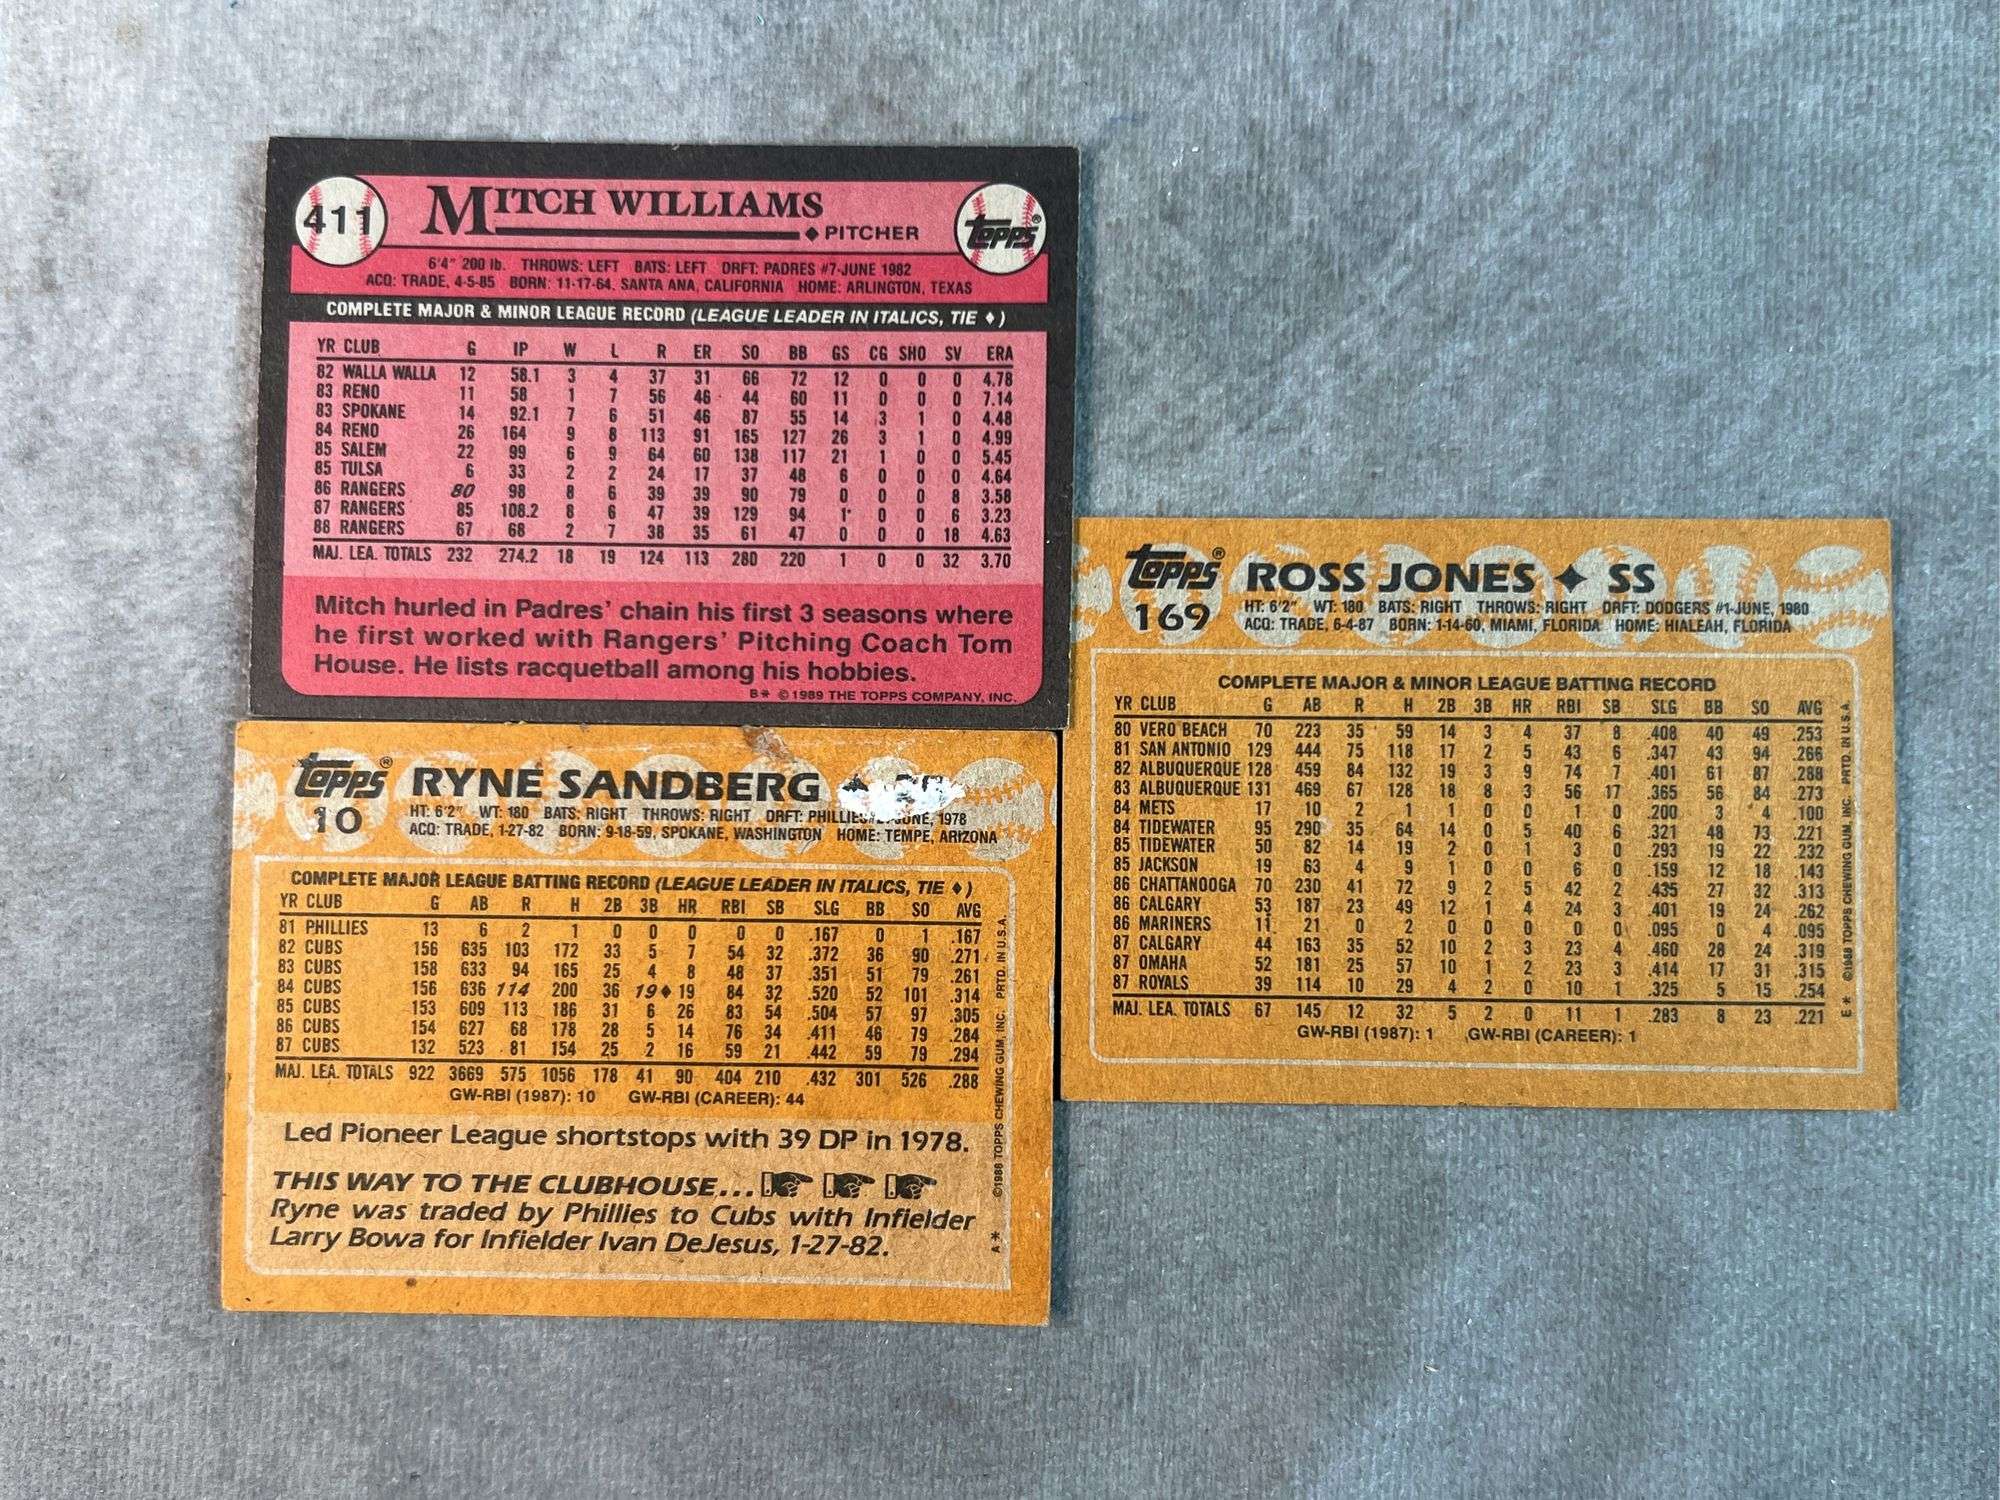 411
MITCH WILLIAMS
♦ PITCHER
Topps®
6'4" 200 lb. THROWS: LEFT BATS: LEFT DRFT: PADRES #7-JUNE 1982
ACQ: TRADE, 4-5-85 BORN: 11-17-64, SANTA ANA, CALIFORNIA HOME: ARLINGTON, TEXAS
COMPLETE MAJOR & MINOR LEAGUE RECORD (LEAGUE LEADER IN ITALICS, TIE ♦)
YR CLUB G IP W L R ER SO BB GS CG SHO SV ERA
82 WALLA WALLA 12 58.1 3 4 37 31 66 72 12 0 0 0 4.78
83 RENO 11 58 1 7 56 46 44 60 11 0 0 0 7.14
83 SPOKANE 14 92.1 7 6 51 46 87 55 14 3 1 0 4.48
84 RENO 26 164 9 8 113 91 165 127 26 3 1 0 4.99
85 SALEM 22 99 6 9 64 60 138 117 21 1 0 0 5.45
85 TULSA 6 33 2 2 24 17 37 48 6 0 0 0 4.64
86 RANGERS 80 98 8 6 39 39 90 79 0 0 0 8 3.58
87 RANGERS 85 108.2 8 6 47 39 129 94 1 0 0 6 3.23
88 RANGERS 67 68 2 7 38 35 61 47 0 0 0 18 4.63
MAJ. LEA. TOTALS 232 274.2 18 19 124 113 280 220 1 0 0 32 3.70
Mitch hurled in Padres' chain his first 3 seasons where
he first worked with Rangers' Pitching Coach Tom
House. He lists racquetball among his hobbies.
B* © 1989 THE TOPPS COMPANY, INC.
Topps®
10
RYNE SANDBERG ✦
HT: 6'2" WT: 180 BATS: RIGHT THROWS: RIGHT DRFT: PHILLIES JUNE, 1978
ACQ: TRADE, 1-27-82 BORN: 9-18-59, SPOKANE, WASHINGTON HOME: TEMPE, ARIZONA
COMPLETE MAJOR LEAGUE BATTING RECORD (LEAGUE LEADER IN ITALICS, TIE ♦)
YR CLUB G AB R H 2B 3B HR RBI SB SLG BB SO AVG
81 PHILLIES 13 6 2 1 0 0 0 0 0 .167 0 1 .167
82 CUBS 156 635 103 172 33 5 7 54 32 .372 36 90 .271
83 CUBS 158 633 94 165 25 4 8 48 37 .351 51 79 .261
84 CUBS 156 636 114 200 36 19♦ 19 84 32 .520 52 101 .314
85 CUBS 153 609 113 186 31 6 26 83 54 .504 57 97 .305
86 CUBS 154 627 68 178 28 5 14 76 34 .411 46 79 .284
87 CUBS 132 523 81 154 25 2 16 59 21 .442 59 79 .294
MAJ. LEA. TOTALS 922 3669 575 1056 178 41 90 404 210 .432 301 526 .288
GW-RBI (1987): 10 GW-RBI (CAREER): 44
Led Pioneer League shortstops with 39 DP in 1978.
THIS WAY TO THE CLUBHOUSE...
Ryne was traded by Phillies to Cubs with Infielder
Larry Bowa for Infielder Ivan DeJesus, 1-27-82.
A* ©1988 TOPPS CHEWING GUM, INC. PRTD. IN U.S.A.
Topps®
169
ROSS JONES ✦ SS
HT: 6'2" WT: 180 BATS: RIGHT THROWS: RIGHT DRFT: DODGERS #1-JUNE, 1980
ACQ: TRADE, 6-4-87 BORN: 1-14-60, MIAMI, FLORIDA HOME: HIALEAH, FLORIDA
COMPLETE MAJOR & MINOR LEAGUE BATTING RECORD
YR CLUB G AB R H 2B 3B HR RBI SB SLG BB SO AVG
80 VERO BEACH 70 223 35 59 14 3 4 37 8 .408 40 49 .253
81 SAN ANTONIO 129 444 75 118 17 2 5 43 6 .347 43 94 .266
82 ALBUQUERQUE 128 459 84 132 19 3 9 74 7 .401 61 87 .288
83 ALBUQUERQUE 131 469 67 128 18 8 3 56 17 .365 56 84 .273
84 METS 17 10 2 1 1 0 0 1 0 .200 3 4 .100
84 TIDEWATER 95 290 35 64 14 0 5 40 6 .321 48 73 .221
85 TIDEWATER 50 82 14 19 2 0 1 3 0 .293 19 22 .232
85 JACKSON 19 63 4 9 1 0 0 6 0 .159 12 18 .143
86 CHATTANOOGA 70 230 41 72 9 2 5 42 2 .435 27 32 .313
86 CALGARY 53 187 23 49 12 1 4 24 3 .401 19 24 .262
86 MARINERS 11 21 0 2 0 0 0 0 0 .095 0 4 .095
87 CALGARY 44 163 35 52 10 2 3 23 4 .460 28 24 .319
87 OMAHA 52 181 25 57 10 1 2 23 3 .414 17 31 .315
87 ROYALS 39 114 10 29 4 2 0 10 1 .325 5 15 .254
MAJ. LEA. TOTALS 67 145 12 32 5 2 0 11 1 .283 8 23 .221
GW-RBI (1987): 1 GW-RBI (CAREER): 1
E* ©1988 TOPPS CHEWING GUM, INC. PRTD. IN U.S.A.